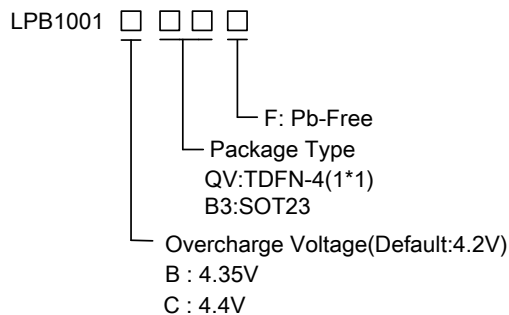 LPB1001 □ □ □ □
F: Pb-Free
Package Type
QV:TDFN-4(1*1)
B3:SOT23
Overcharge Voltage(Default:4.2V)
B : 4.35V
C : 4.4V